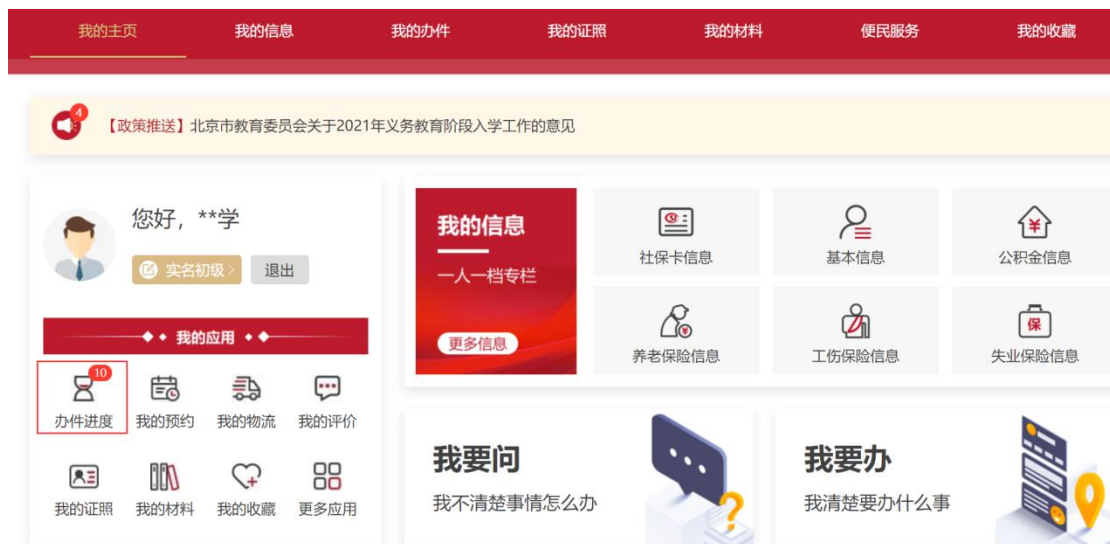 我的主页 我的信息 我的办件 我的证照 我的材料 便民服务 我的收藏
4
【政策推送】北京市教育委员会关于2021年义务教育阶段入学工作的意见
您好，**学
实名初级> 退出
我的应用
10
办件进度 我的预约 我的物流 我的评价
我的证照 我的材料 我的收藏 更多应用
我的信息
一人一档专栏
更多信息
社保卡信息 基本信息 公积金信息
保
养老保险信息 工伤保险信息 失业保险信息
我要问
我不清楚事情怎么办
我要办
我清楚要办什么事